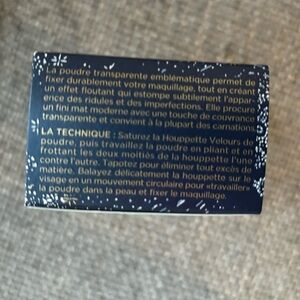 La poudre transparente emblématique permet de
fixer durablement votre maquillage, tout en créant
un effet floutant qui estompe subtilement l'appar-
ence des ridules et des imperfections. Elle procure
un fini mat moderne avec une touche de couvrance
transparente et convient à la plupart des carnations.
LA TECHNIQUE : Saturez la Houppette Velours de
poudre, puis travaillez la poudre en pliant et en
frottant les deux moitiés de la houppette l'une
contre l'autre. Tapotez pour éliminer tout excès de
matière. Balayez délicatement la houppette sur le
visage en un mouvement circulaire pour «travailler»
la poudre dans la peau et fixer le maquillage.